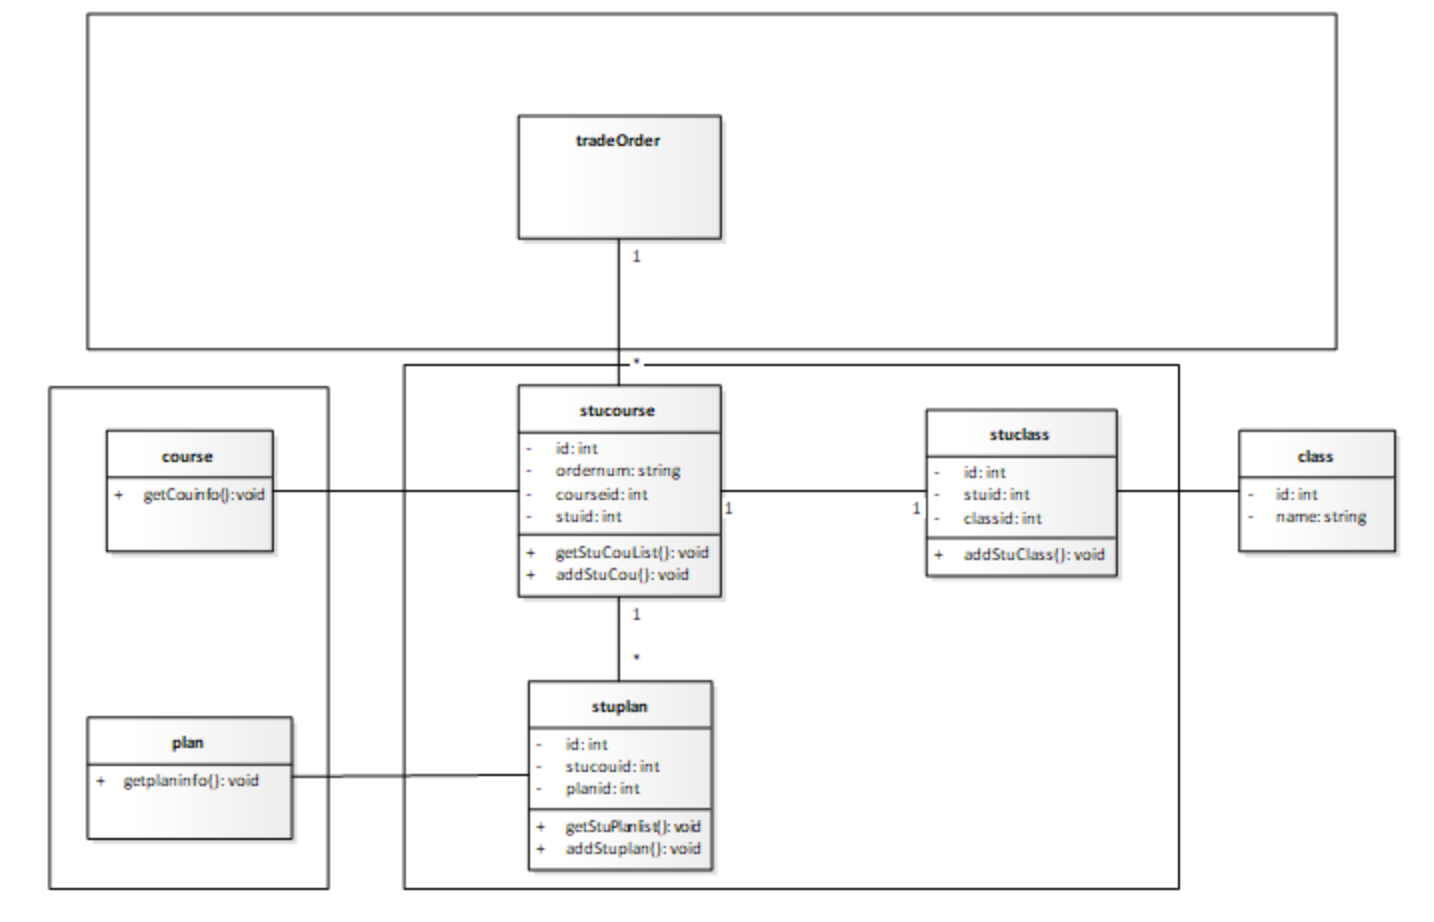 tradeOrder
1
*
stucourse
- id: int
- ordernum: string
- courseid: int
- stuid: int
+ getStuCouList(): void
+ addStuCou(): void
course
+ getCouinfo(): void
1
1
stuclass
- id: int
- stuid: int
- classid: int
+ addStuClass(): void
class
- id: int
- name: string
1
*
stuplan
- id: int
- stucouid: int
- planid: int
+ getStuPlanlist(): void
+ addStuplan(): void
plan
+ getplaninfo(): void